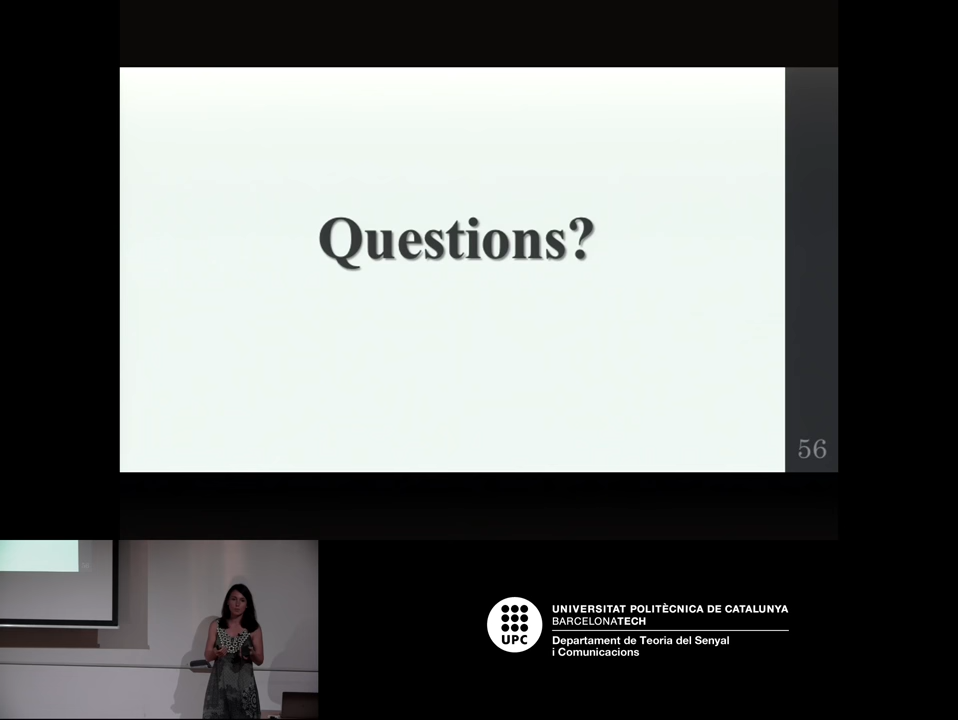 Questions?
56
UPC
UNIVERSITAT POLITÈCNICA DE CATALUNYA
BARCELONATECH
Departament de Teoria del Senyal
i Comunicacions